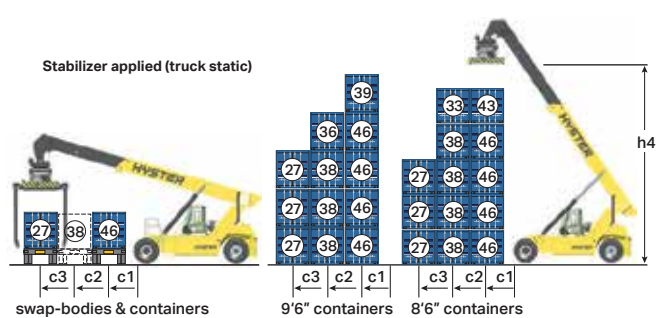 Stabilizer applied (truck static)
HYSTER
HYSTER
27 38 46
c3 c2 c1
swap-bodies & containers
39
36 46
27 38 46
27 38 46
27 38 46
c3 c2 c1
9'6” containers
33 43
38 46
27 38 46
27 38 46
27 38 46
c3 c2 c1
8'6” containers
HYSTER
HYSTER
h4